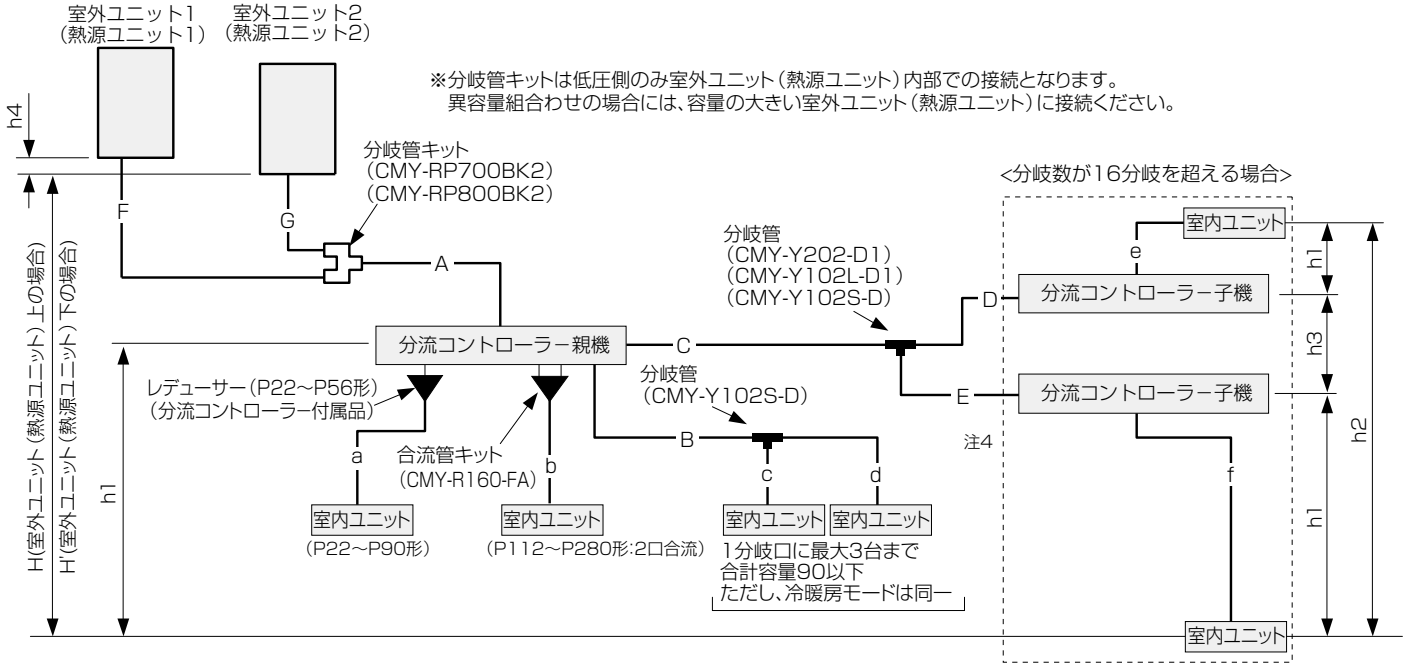 室外ユニット1
(熱源ユニット1)
室外ユニット2
(熱源ユニット2)
※分岐管キットは低圧側のみ室外ユニット(熱源ユニット)内部での接続となります。
異容量組合わせの場合には、容量の大きい室外ユニット(熱源ユニット)に接続ください。
h4
分岐管キット
(CMY-RP700BK2)
(CMY-RP800BK2)
<分岐数が16分岐を超える場合>
F
G
A
分岐管
(CMY-Y202-D1)
(CMY-Y102L-D1)
(CMY-Y102S-D)
室内ユニット
e
h1
D
分流コントローラー子機
H(室外ユニット(熱源ユニット)上の場合)
H'(室外ユニット(熱源ユニット)下の場合)
分流コントローラー親機
C
h3
h2
レデューサー(P22～P56形)
(分流コントローラー付属品)
分岐管
(CMY-Y102S-D)
E
分流コントローラー子機
h1
a
合流管キット
(CMY-R160-FA)
b
B
c
d
注4
f
h1
室内ユニット
(P22～P90形)
室内ユニット
(P112～P280形:2口合流)
室内ユニット
室内ユニット
1分岐口に最大3台まで
合計容量90以下
ただし、冷暖房モードは同一
室内ユニット